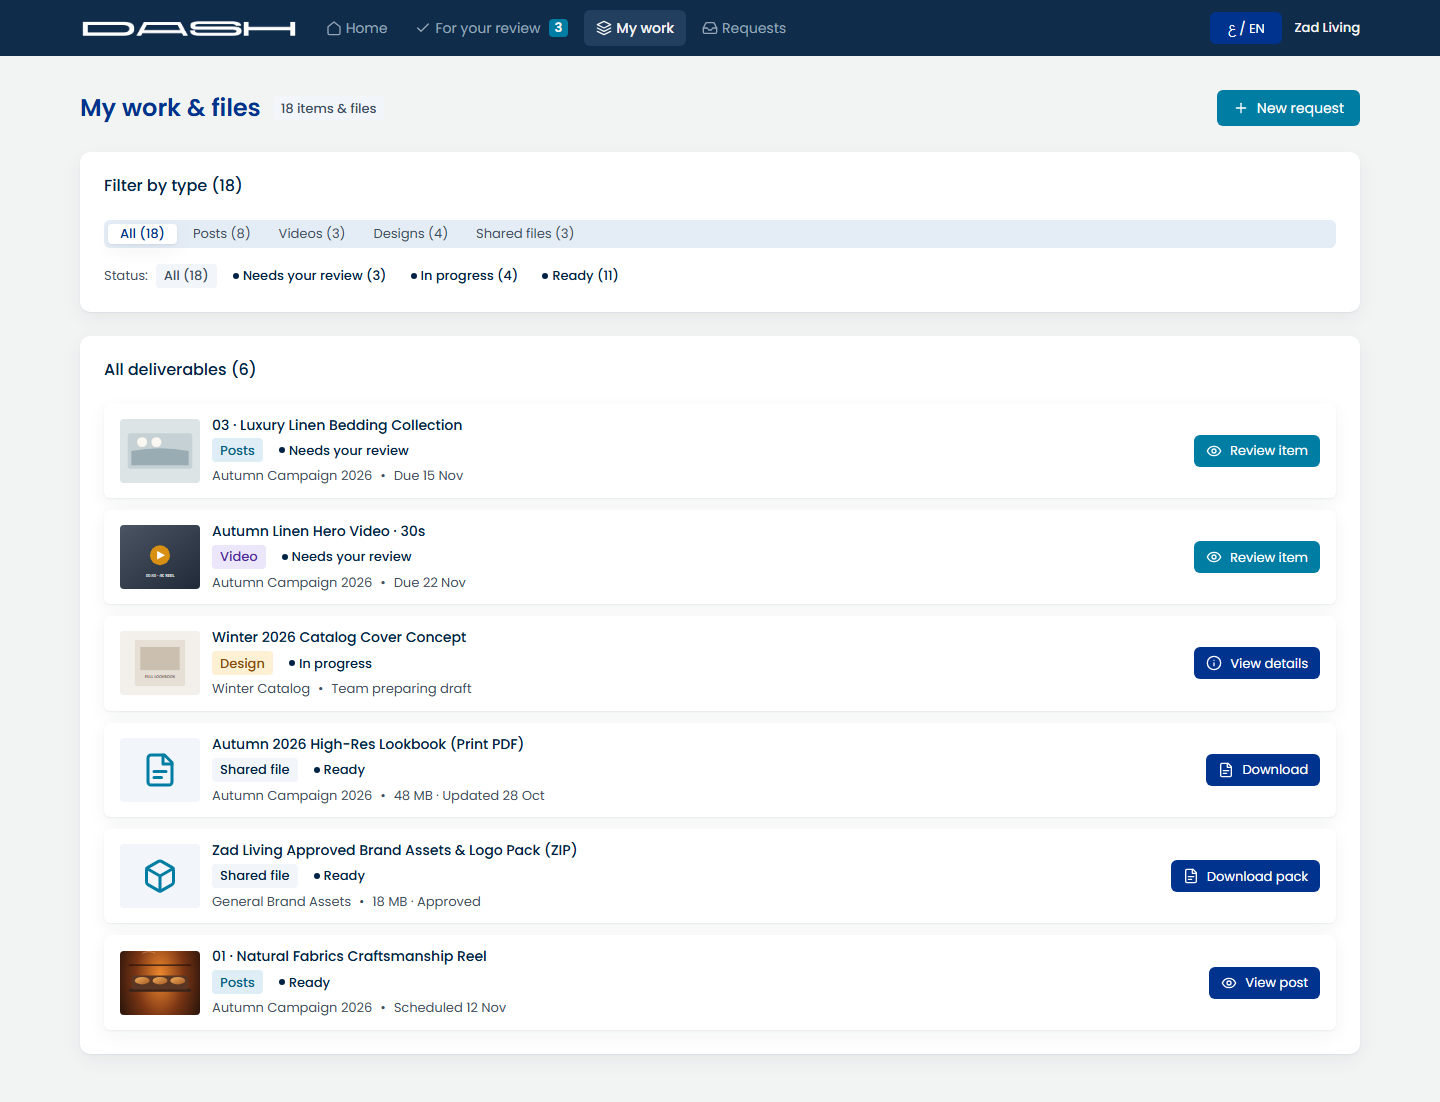 DASH
Home
For your review 3
My work
Requests
ع / EN
Zad Living
My work & files
18 items & files
+ New request
Filter by type (18)
All (18)
Posts (8)
Videos (3)
Designs (4)
Shared files (3)
Status: All (18) • Needs your review (3) • In progress (4) • Ready (11)
All deliverables (6)
03 · Luxury Linen Bedding Collection
Posts • Needs your review
Autumn Campaign 2026 • Due 15 Nov
Review item
Autumn Linen Hero Video · 30s
Video • Needs your review
Autumn Campaign 2026 • Due 22 Nov
Review item
Winter 2026 Catalog Cover Concept
Design • In progress
Winter Catalog • Team preparing draft
View details
Autumn 2026 High-Res Lookbook (Print PDF)
Shared file • Ready
Autumn Campaign 2026 • 48 MB · Updated 28 Oct
Download
Zad Living Approved Brand Assets & Logo Pack (ZIP)
Shared file • Ready
General Brand Assets • 18 MB · Approved
Download pack
01 · Natural Fabrics Craftsmanship Reel
Posts • Ready
Autumn Campaign 2026 • Scheduled 12 Nov
View post